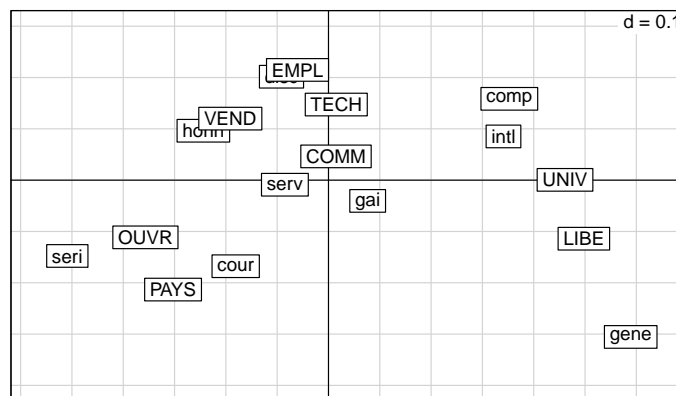 d = 0.1
EMPL
comp
TECH
VEND
intl
COMM
serv
UNIV
gai
OUVR
LIBE
seri
cour
PAYS
gene